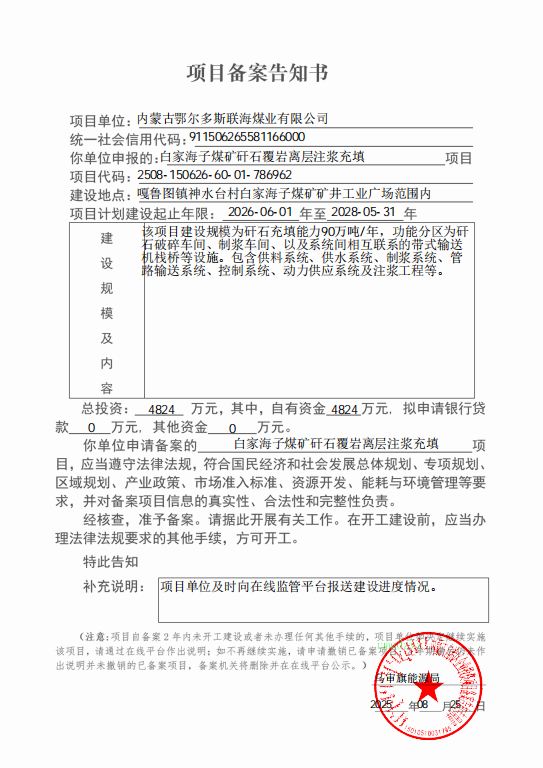 项目备案告知书
项目单位: 内蒙古鄂尔多斯联海煤业有限公司
统一社会信用代码: 911506265581166000
你单位申报的: 白家海子煤矿矸石覆岩离层注浆充填 项目
项目代码: 2508-150626-60-01-786962
建设地点: 嘎鲁图镇神水台村白家海子煤矿矿井工业广场范围内
项目计划建设起止年限: 2026-06-01 年至 2028-05-31 年
建设规模及内容
该项目建设规模为矸石充填能力90万吨/年,功能分区为矸
石破碎车间、制浆车间、以及系统间相互联系的带式输送
机栈桥等设施。包含供料系统、供水系统、制浆系统、管
路输送系统、控制系统、动力供应系统及注浆工程等。
总投资: 4824 万元,其中,自有资金 4824 万元, 拟申请银行贷
款 0 万元, 其他资金 0 万元。
你单位申请备案的 白家海子煤矿矸石覆岩离层注浆充填 项
目,应当遵守法律法规,符合国民经济和社会发展总体规划、专项规划、
区域规划、产业政策、市场准入标准、资源开发、能耗与环境管理等要
求,并对备案项目信息的真实性、合法性和完整性负责。
经核查,准予备案。请据此开展有关工作。在开工建设前,应当办
理法律法规要求的其他手续,方可开工。
特此告知
补充说明: 项目单位及时向在线监管平台报送建设进度情况。
(注意:项目自备案2年内未开工建设或者未办理任何其他手续的,项目单位如决定继续实施
该项目,请通过在线平台作出说明;如不再继续实施,请申请撤销已备案项目,
出说明并未撤销的已备案项目,备案机关将删除并在在线平台公示。)
乌审旗能源局
2025 年 08 月 25 日